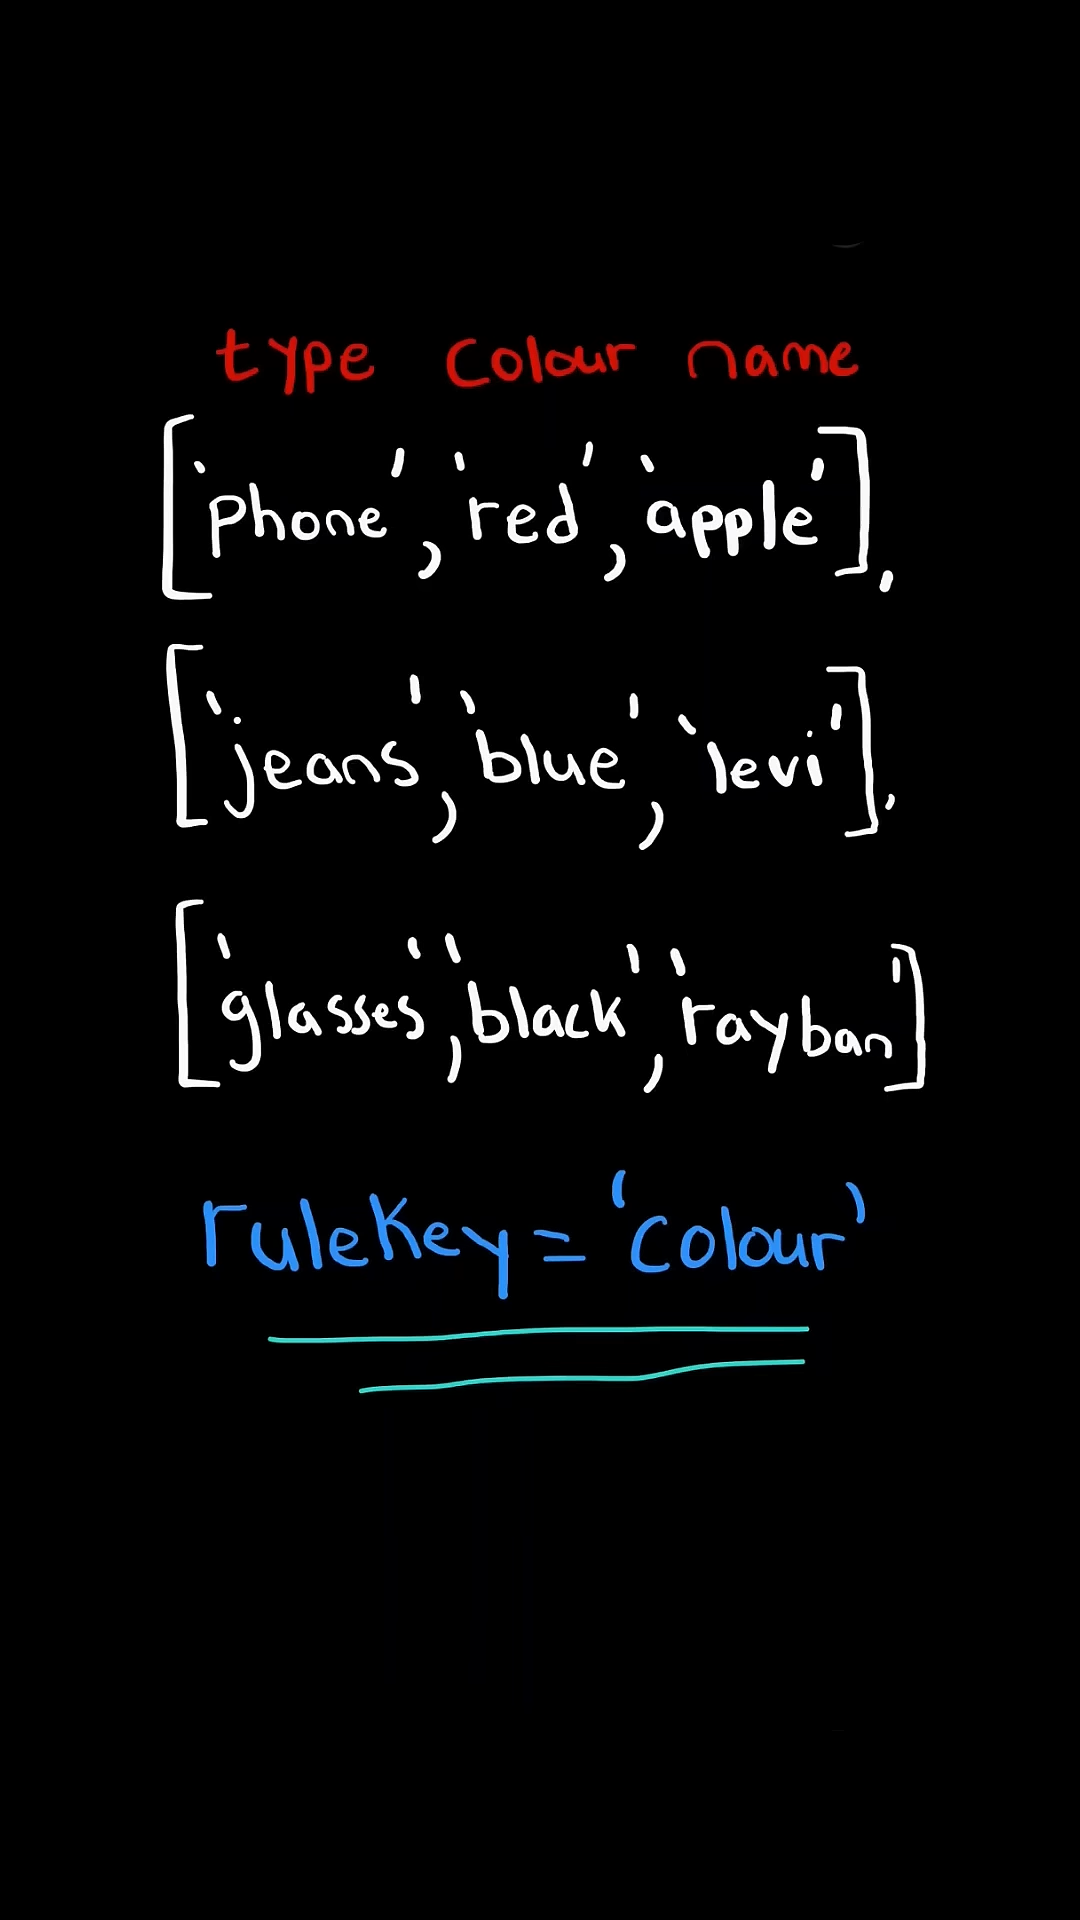 type colour name
['phone', 'red', 'apple'],
['jeans', 'blue', 'levi'],
['glasses', 'black', 'rayban']
rulekey = 'colour'